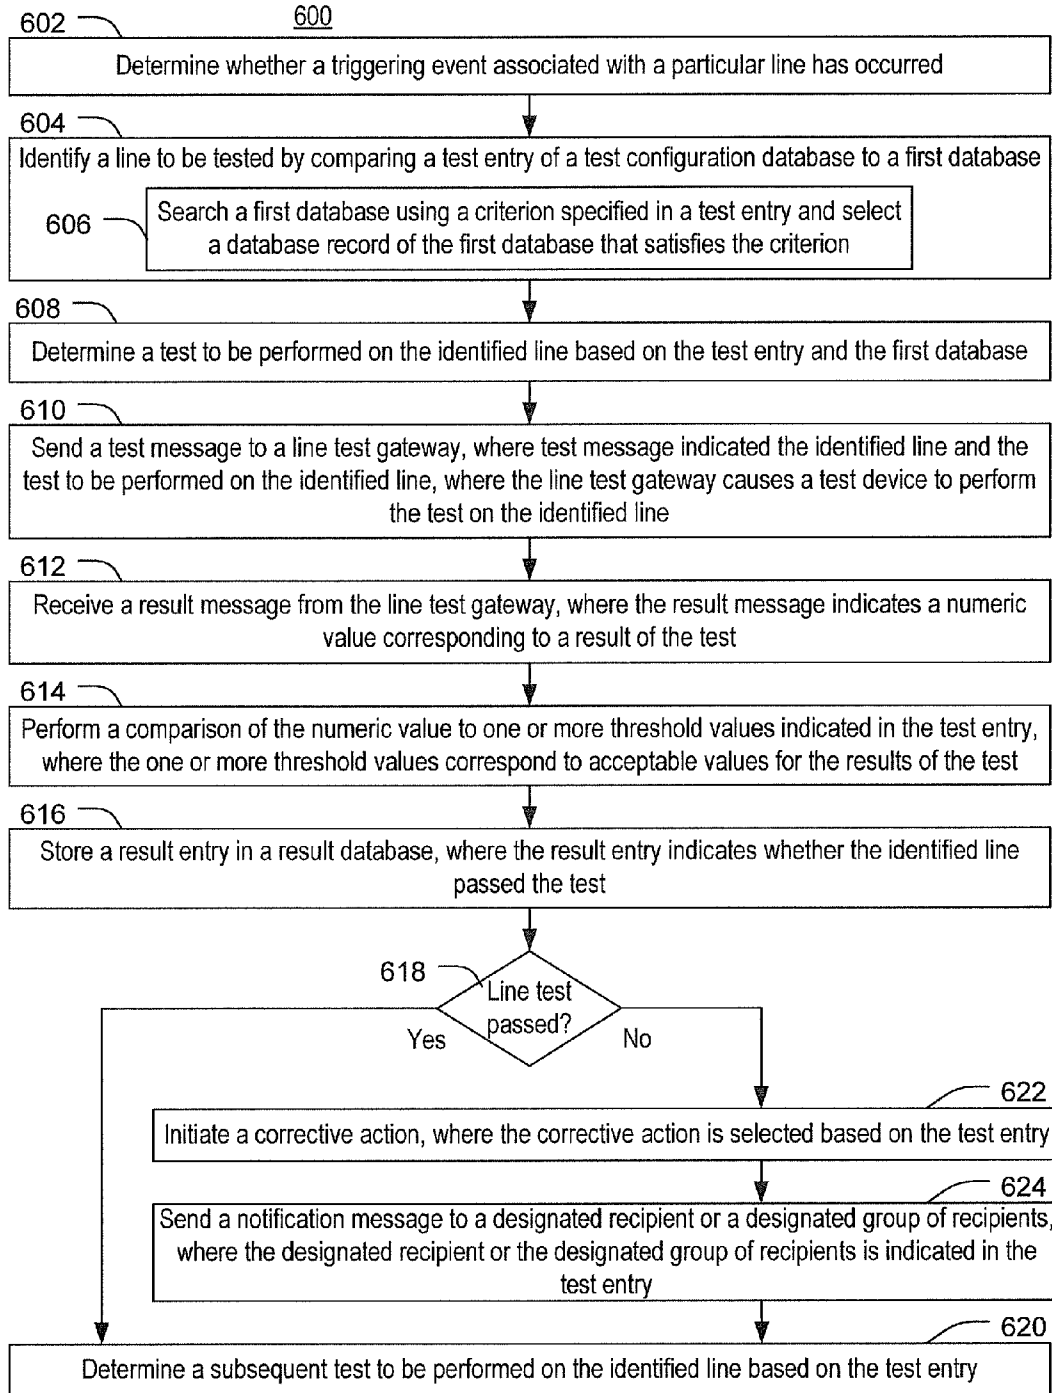 600
602
Determine whether a triggering event associated with a particular line has occurred
604
Identify a line to be tested by comparing a test entry of a test configuration database to a first database
606
Search a first database using a criterion specified in a test entry and select
a database record of the first database that satisfies the criterion
608
Determine a test to be performed on the identified line based on the test entry and the first database
610
Send a test message to a line test gateway, where test message indicated the identified line and the
test to be performed on the identified line, where the line test gateway causes a test device to perform
the test on the identified line
612
Receive a result message from the line test gateway, where the result message indicates a numeric
value corresponding to a result of the test
614
Perform a comparison of the numeric value to one or more threshold values indicated in the test entry,
where the one or more threshold values correspond to acceptable values for the results of the test
616
Store a result entry in a result database, where the result entry indicates whether the identified line
passed the test
618
Line test
passed?
Yes
No
622
Initiate a corrective action, where the corrective action is selected based on the test entry
624
Send a notification message to a designated recipient or a designated group of recipients,
where the designated recipient or the designated group of recipients is indicated in the
test entry
620
Determine a subsequent test to be performed on the identified line based on the test entry